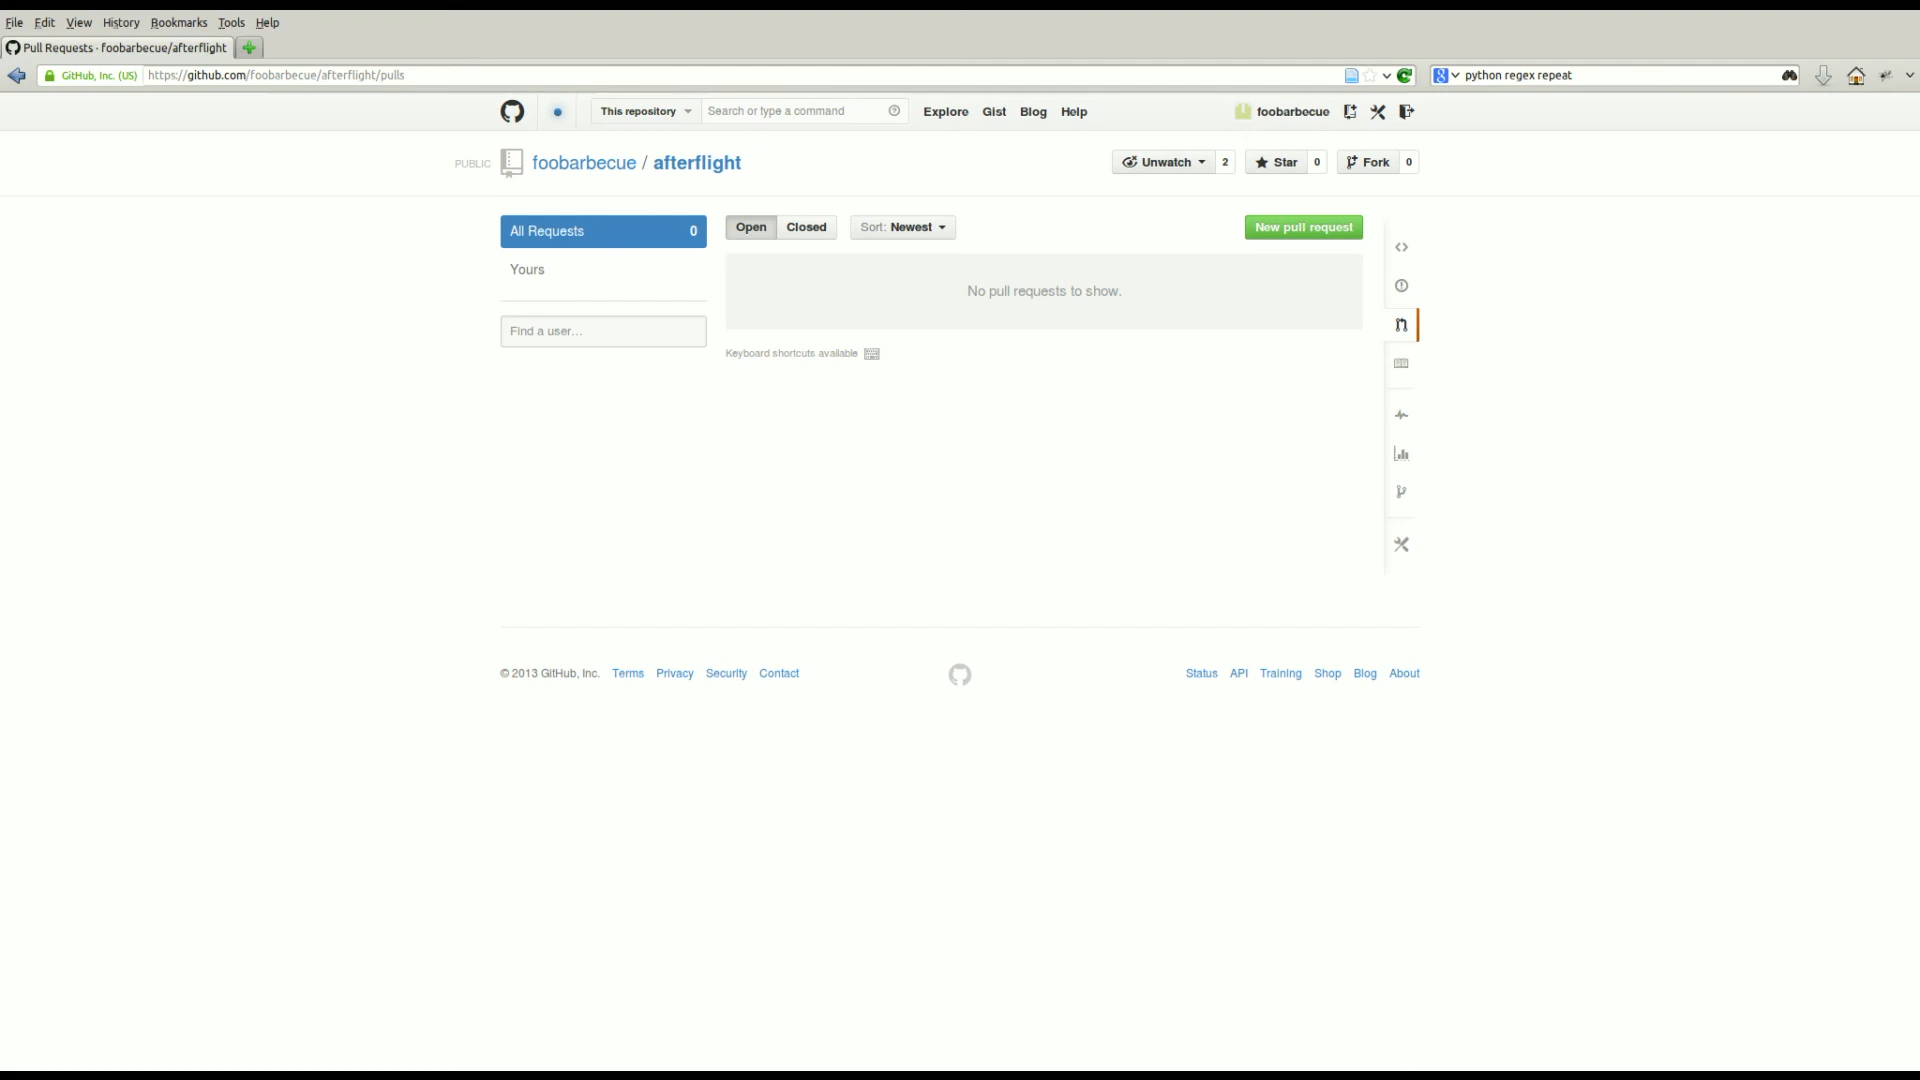 File Edit View History Bookmarks Tools Help
Pull Requests · foobarbecue/afterflight
GitHub, Inc. (US) https://github.com/foobarbecue/afterflight/pulls python regex repeat
This repository Search or type a command Explore Gist Blog Help foobarbecue
PUBLIC foobarbecue / afterflight Unwatch 2 Star 0 Fork 0
All Requests 0 Open Closed Sort: Newest New pull request
Yours
No pull requests to show.
Find a user...
Keyboard shortcuts available
© 2013 GitHub, Inc. Terms Privacy Security Contact Status API Training Shop Blog About